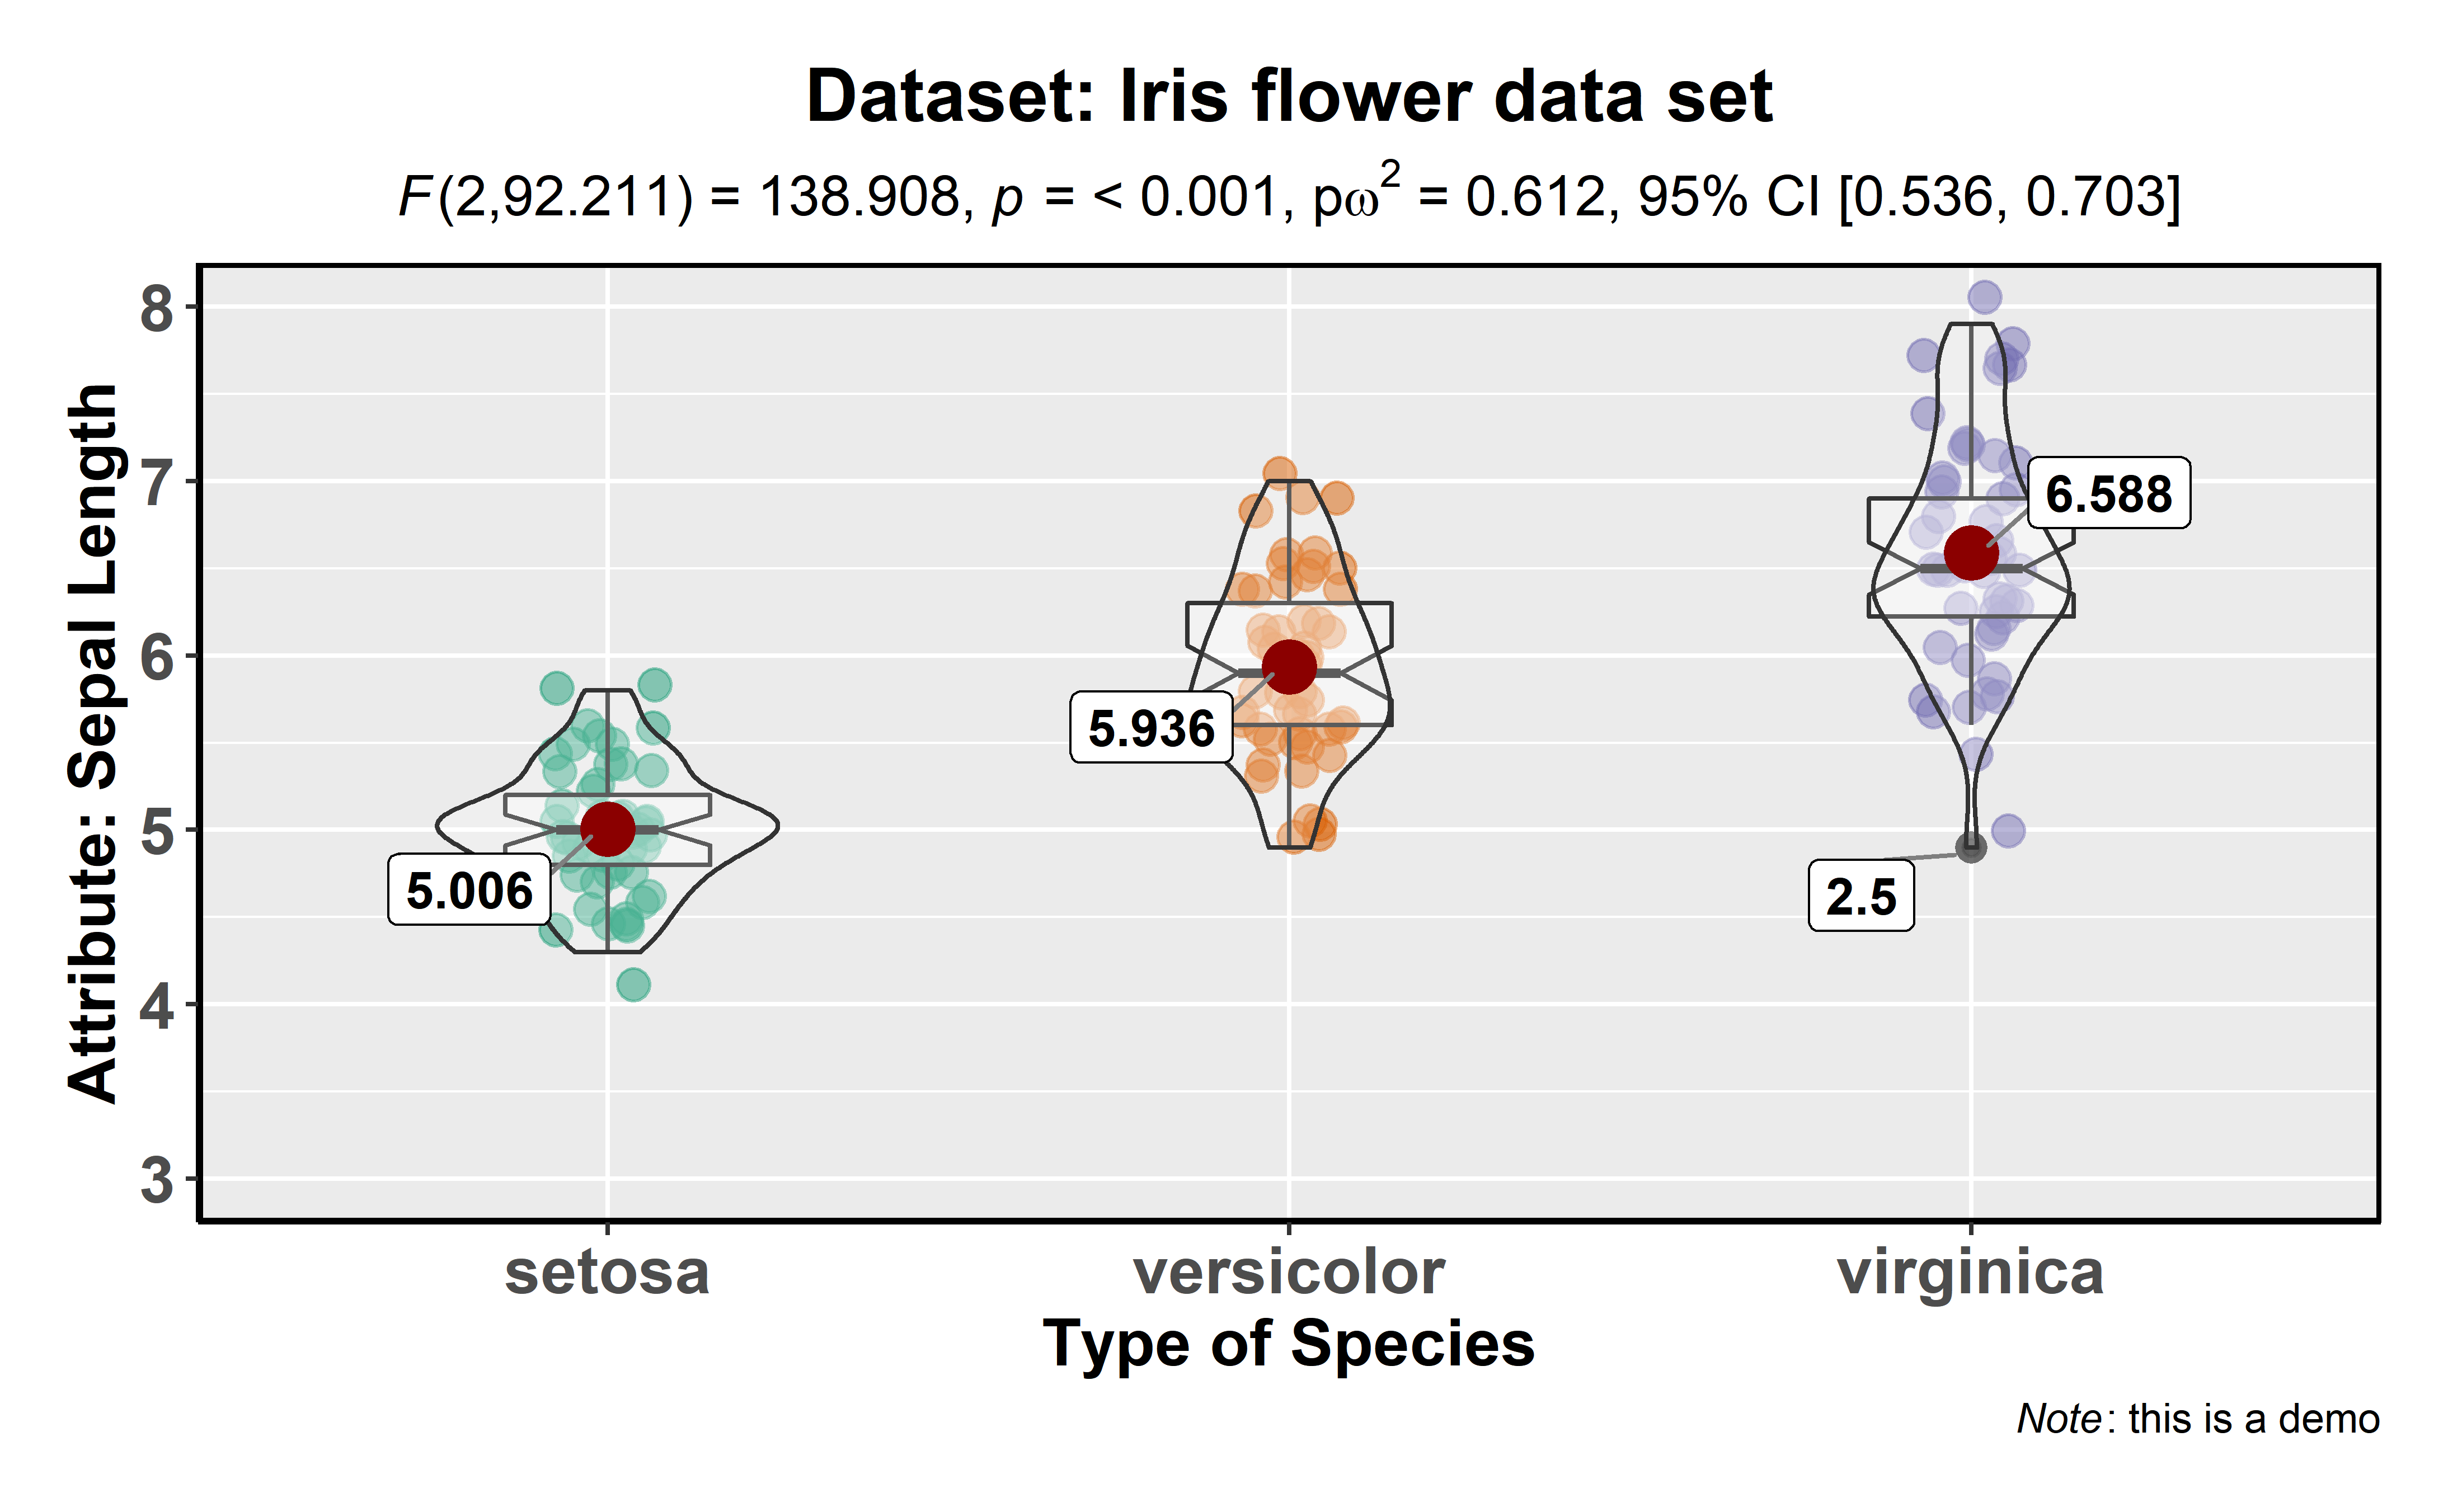 Dataset: Iris flower data set
F(2,92.211) = 138.908, p = < 0.001, pω² = 0.612, 95% CI [0.536, 0.703]
Attribute: Sepal Length
8
7
6
5
4
3
6.588
5.936
5.006
2.5
setosa versicolor virginica
Type of Species
Note: this is a demo